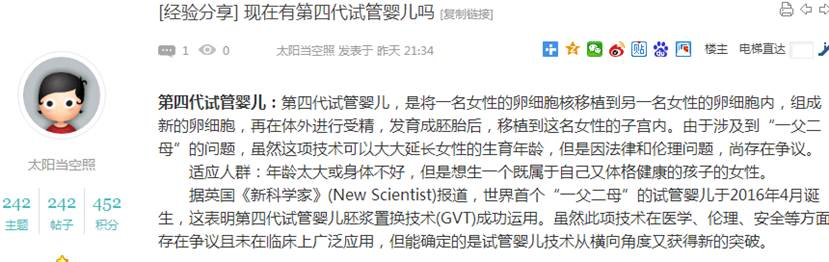 [经验分享] 现在有第四代试管婴儿吗 [复制链接]
1 0 太阳当空照 发表于 昨天 21:34 楼主 电梯直达
第四代试管婴儿：第四代试管婴儿，是将一名女性的卵细胞核移植到另一名女性的卵细胞内，组成
新的卵细胞，再在体外进行受精，发育成胚胎后，移植到这名女性的子宫内。由于涉及到“一父二
母”的问题，虽然这项技术可以大大延长女性的生育年龄，但是因法律和伦理问题，尚存在争议。
适应人群：年龄太大或身体不好，但是想生一个既属于自己又体格健康的孩子的女性。
据英国《新科学家》(New Scientist)报道，世界首个“一父二母”的试管婴儿于2016年4月诞
生，这表明第四代试管婴儿胚浆置换技术(GVT)成功运用。虽然此项技术在医学、伦理、安全等方面
存在争议且未在临床上广泛应用，但能确定的是试管婴儿技术从横向角度又获得新的突破。
太阳当空照
242 242 452
主题 帖子 积分